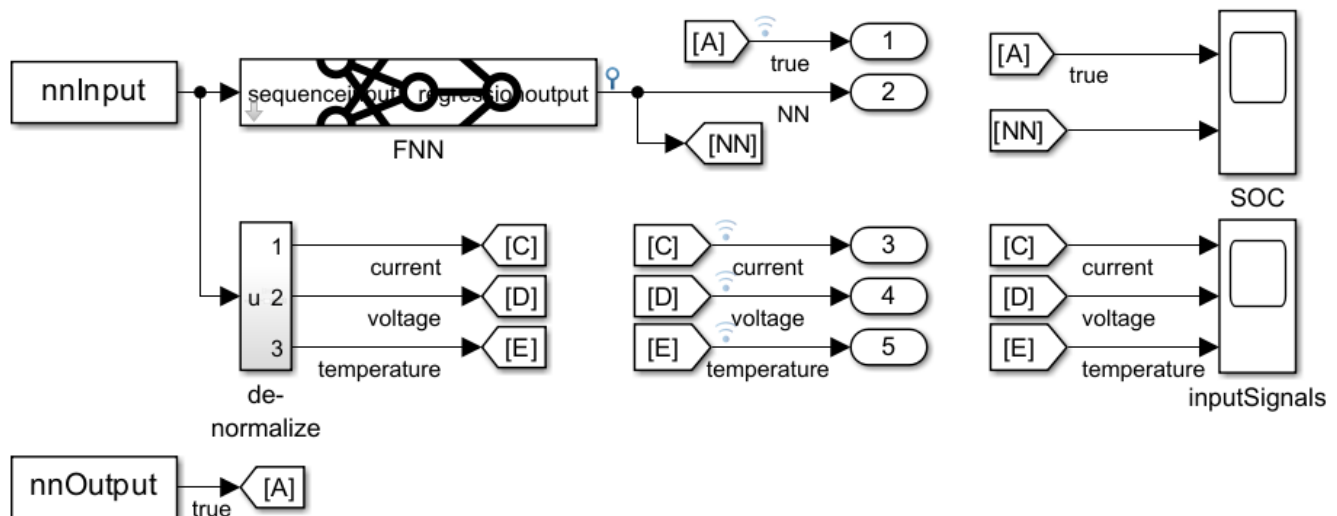 [A]
true
1
[A]
true
nnInput
sequenceinput regressionoutput
FNN
NN
2
[NN]
[NN]
SOC
1
current
[C]
[C]
current
3
[C]
current
u 2
voltage
[D]
[D]
voltage
4
[D]
voltage
3
temperature
[E]
[E]
temperature
5
[E]
temperature
de-
normalize
inputSignals
nnOutput
true
[A]